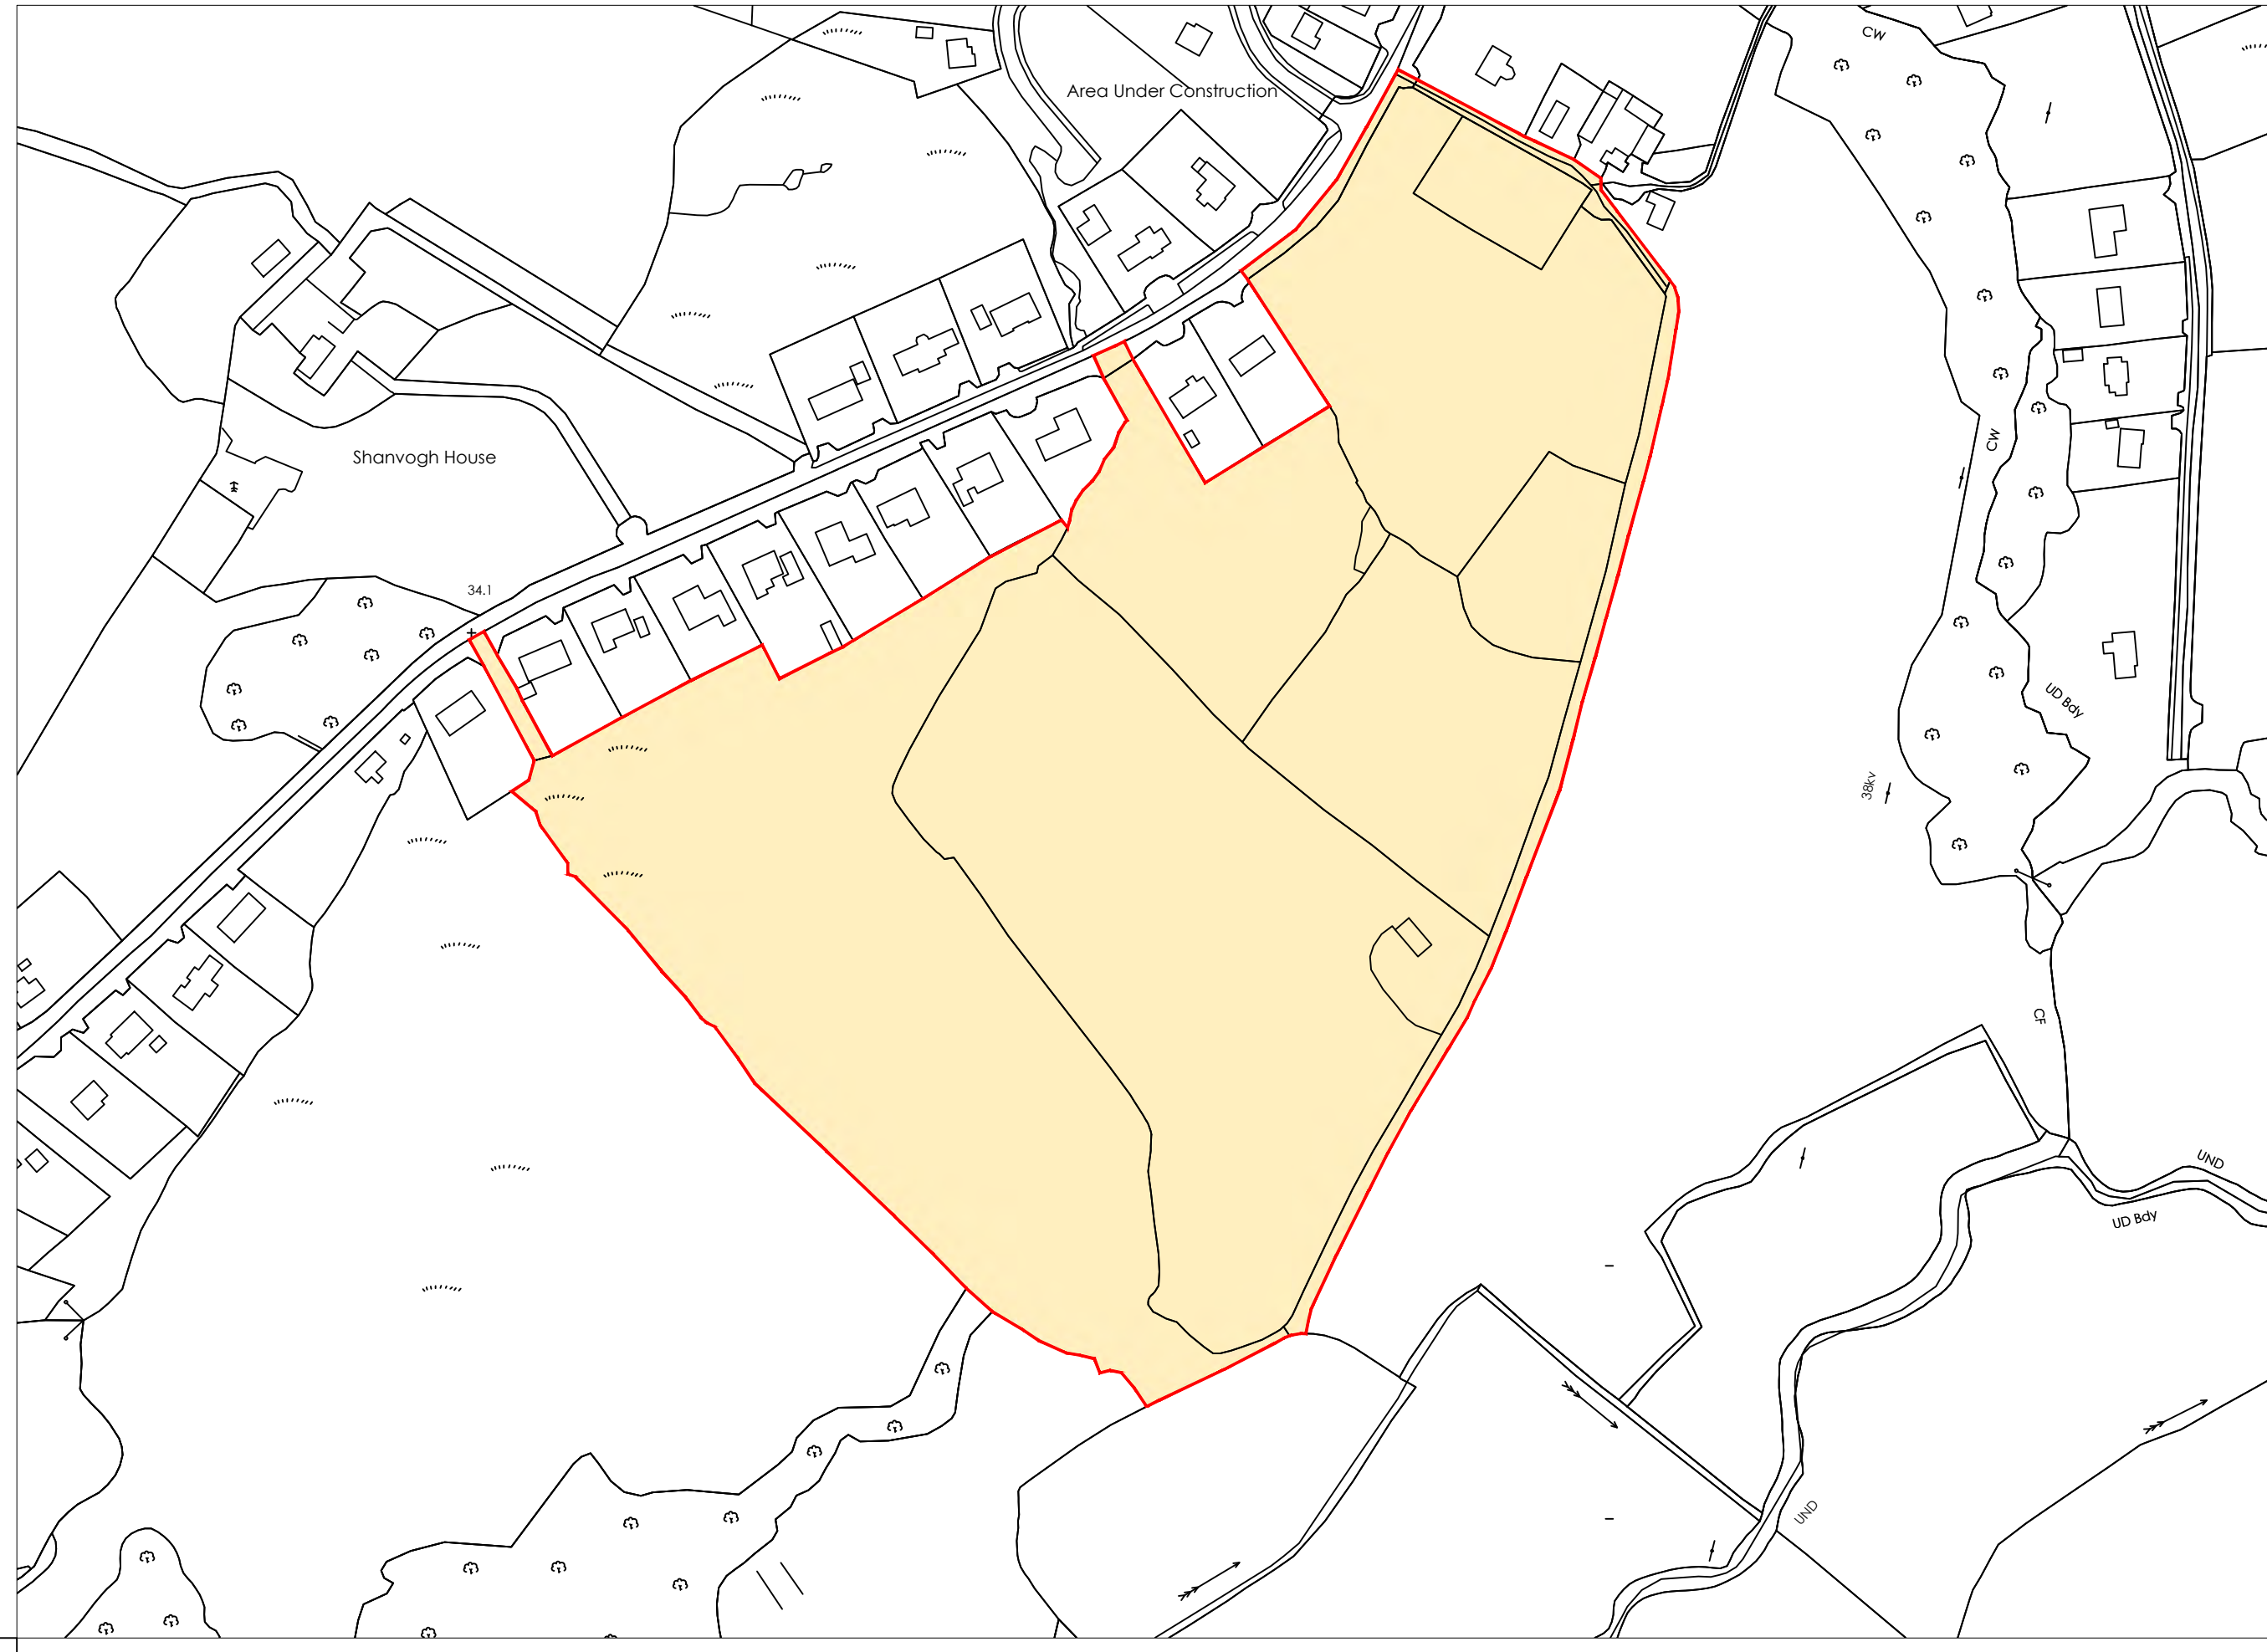 CW
Area Under Construction
CW
Shanvogh House
34.1
UD Bdy
38kv
CF
UND
UD Bdy
UND